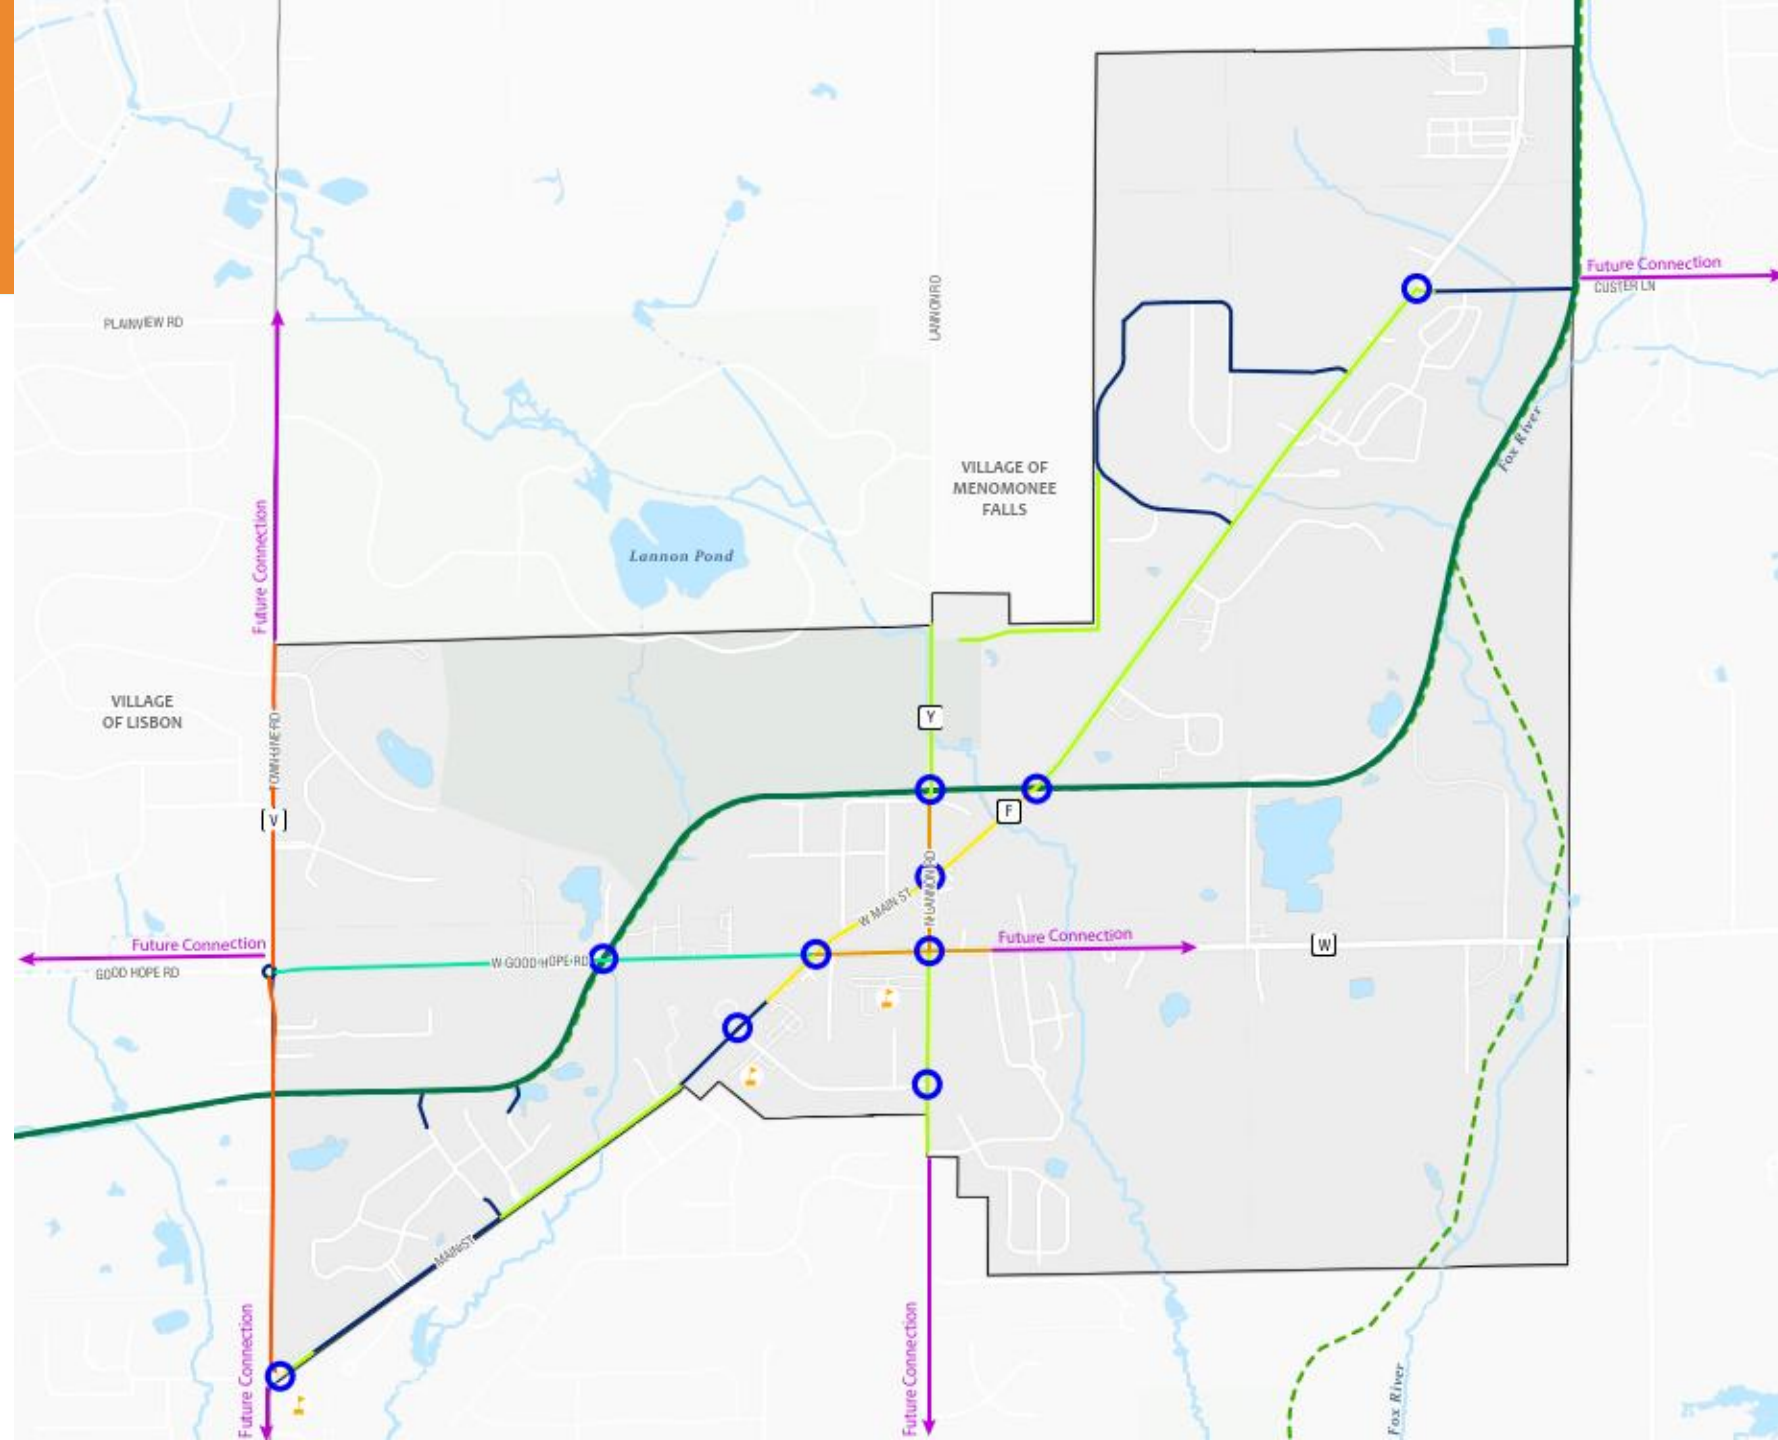 Future Connection
CUSTER LN
PLAINVIEW RD
LANNON RD
Fox River
VILLAGE OF
MENOMONEE
FALLS
Future Connection
Lannon Pond
VILLAGE
OF LISBON
TOWN LINE RD
Y
V
F
N LANNON RD
W MAIN ST
Future Connection
GOOD HOPE RD
W GOOD HOPE RD
Future Connection
W
MAIN ST
Future Connection
Future Connection
Fox River